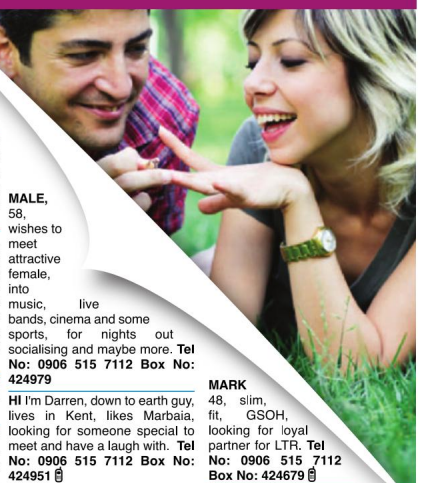 MALE,
58,
wishes to
meet
attractive
female,
into
music, live
bands, cinema and some
sports, for nights out
socialising and maybe more. Tel
No: 0906 515 7112 Box No:
424979
HI I'm Darren, down to earth guy,
lives in Kent, likes Marbaia,
looking for someone special to
meet and have a laugh with. Tel
No: 0906 515 7112 Box No:
424951
MARK
48, slim,
fit, GSOH,
looking for loyal
partner for LTR. Tel
No: 0906 515 7112
Box No: 424679